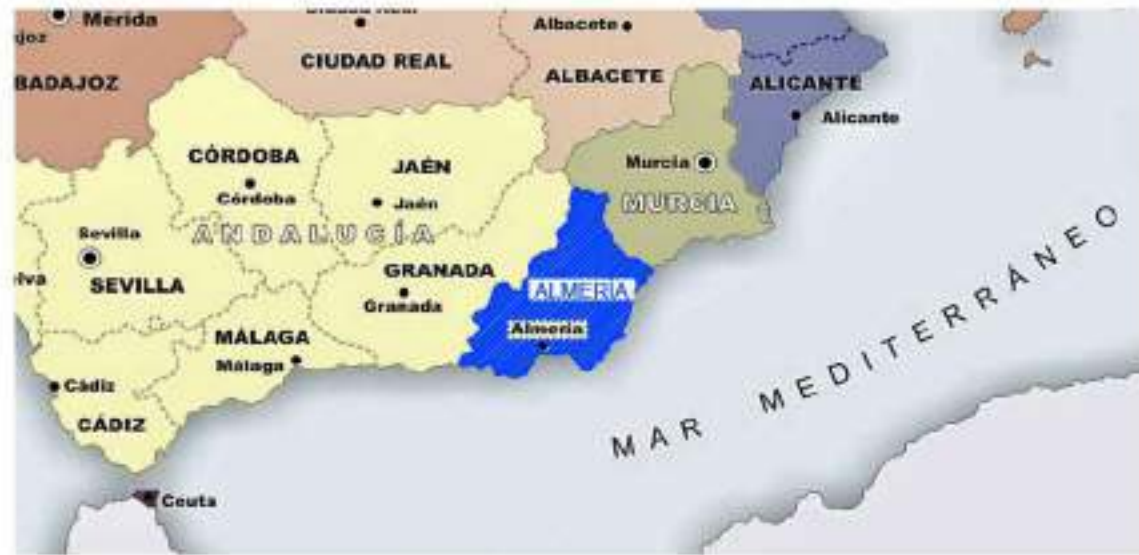 Mérida
BADAJOZ
CIUDAD REAL
Albacete
ALBACETE
ALICANTE
Alicante
CÓRDOBA
Córdoba
JAÉN
Jaén
Murcia
MURCIA
ANDALUCÍA
Sevilla
SEVILLA
GRANADA
Granada
ALMERÍA
Almería
MÁLAGA
Málaga
Cádiz
CÁDIZ
Ceuta
MAR MEDITERRÁNEO